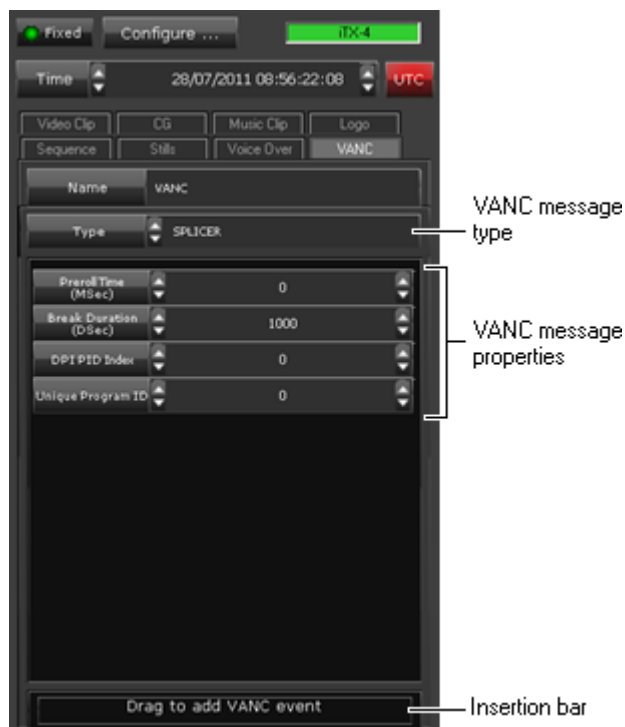 Fixed Configure ... iTX-4
Time 28/07/2011 08:56:22:08 UTC
Video Clip CG Music Clip Logo
Sequence Stills Voice Over VANC
Name VANC
Type SPLICER
VANC message
type
Preroll Time
(MSec)
0
Break Duration
(DSec)
1000
VANC message
properties
DPI PID Index 0
Unique Program ID 0
Drag to add VANC event
Insertion bar